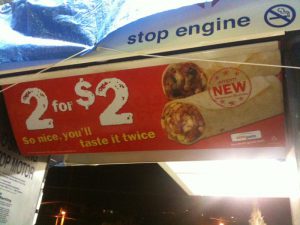 stop engine
2 for $2
So nice, you'll
taste it twice
NEW